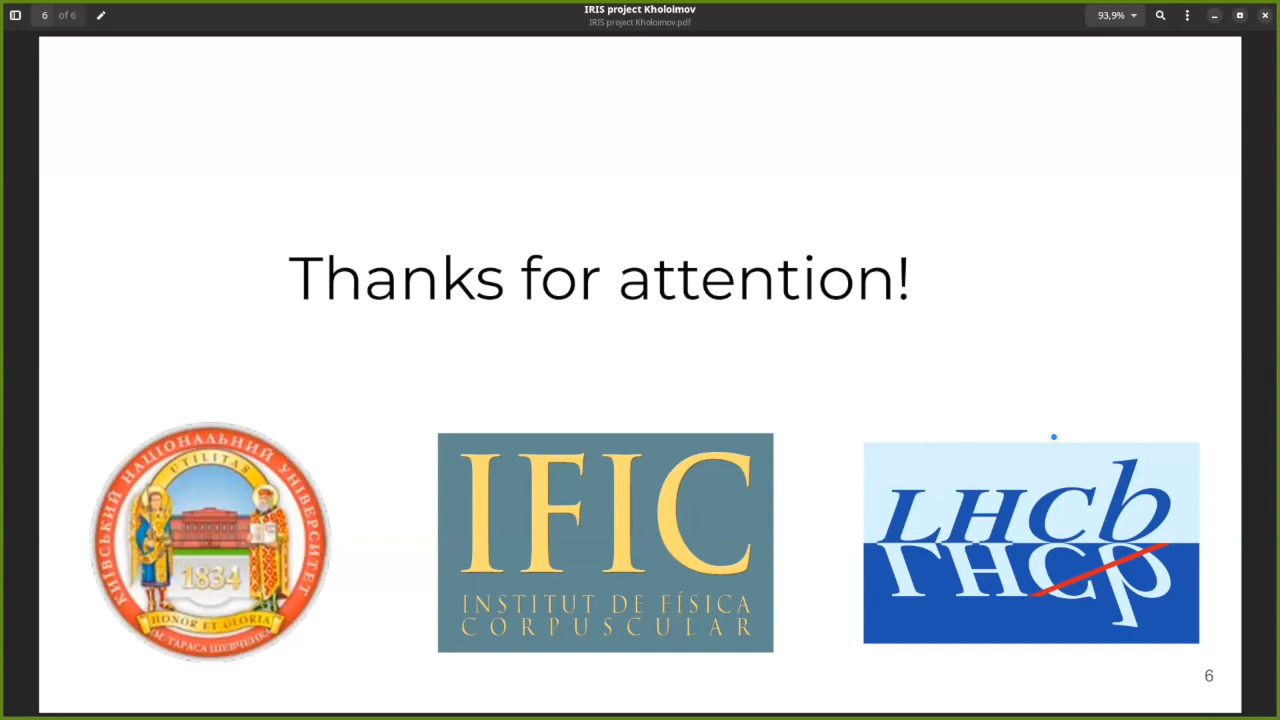 6 of 6
IRIS project Kholoimov
IRIS project Kholoimov.pdf
93,9%
Thanks for attention!
КИЇВСЬКИЙ НАЦІОНАЛЬНИЙ УНІВЕРСИТЕТ
UTILITAS
1834
HONOR ET GLORIA
ІМ. ТАРАСА ШЕВЧЕНКА
IFIC
INSTITUT DE FÍSICA
CORPUSCULAR
LHCb
LHCb
6